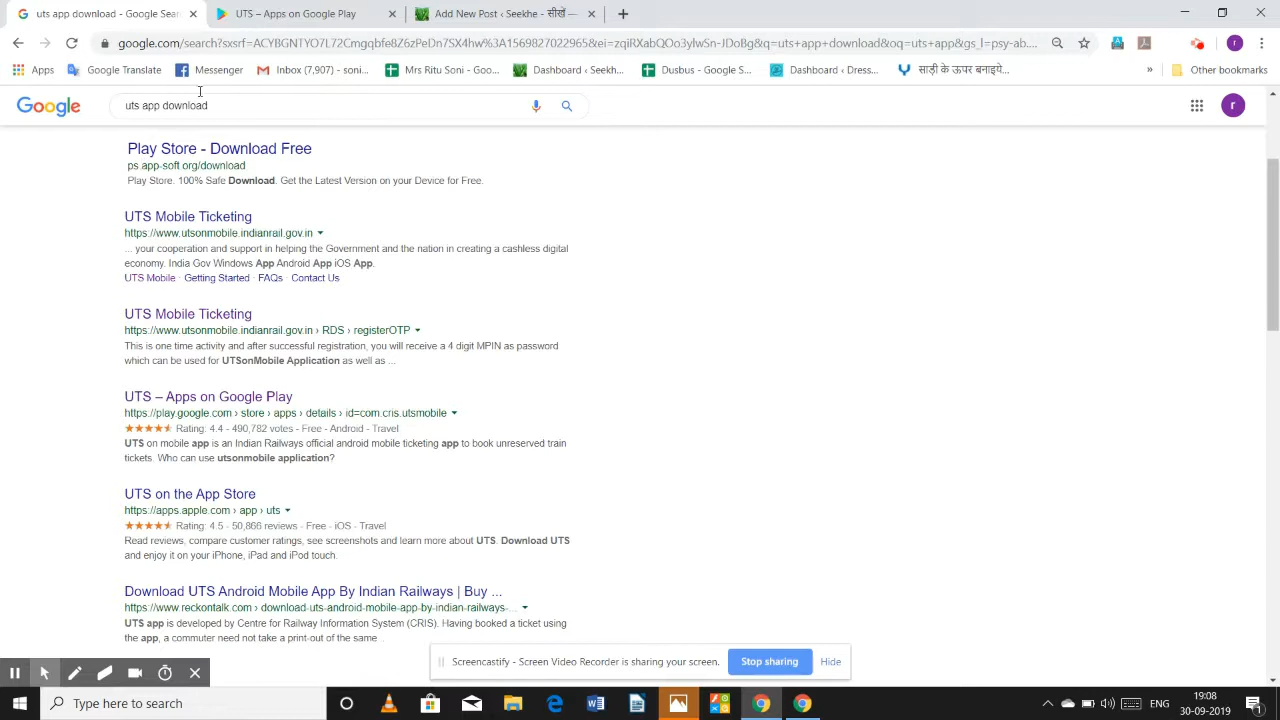 uts app download - Google Sear
UTS – Apps on Google Play
Add New Post ‹ Seekhe - सीखें —
google.com/search?sxsrf=ACYBGNTYO7L72Cmgqbfe8Z6rDs-7SX4Hw%3A1569837022965&ei=zqiRXabQOo3ylwSn-JDoBg&q=uts+app+download&oq=uts+app&gs_l=psy-ab....
Apps
Google Translate
Messenger
Inbox (7,907) - soni...
Mrs Ritu Soni - Goo...
Dashboard ‹ Seekh...
Dusbus - Google S...
Dashboard ‹ Dress...
साड़ी के ऊपर बनाइये...
»
Other bookmarks
Google
uts app download
r
Play Store - Download Free
ps.app-soft.org/download
Play Store. 100% Safe Download. Get the Latest Version on your Device for Free.
UTS Mobile Ticketing
https://www.utsonmobile.indianrail.gov.in
... your cooperation and support in helping the Government and the nation in creating a cashless digital
economy. India Gov Windows App Android App iOS App.
UTS Mobile · Getting Started · FAQs · Contact Us
UTS Mobile Ticketing
https://www.utsonmobile.indianrail.gov.in › RDS › registerOTP
This is one time activity and after successful registration, you will receive a 4 digit MPIN as password
which can be used for UTSonMobile Application as well as ...
UTS – Apps on Google Play
https://play.google.com › store › apps › details › id=com.cris.utsmobile
Rating: 4.4 - 490,782 votes - Free - Android - Travel
UTS on mobile app is an Indian Railways official android mobile ticketing app to book unreserved train
tickets. Who can use utsonmobile application?
UTS on the App Store
https://apps.apple.com › app › uts
Rating: 4.5 - 50,866 reviews - Free - iOS - Travel
Read reviews, compare customer ratings, see screenshots and learn more about UTS. Download UTS
and enjoy it on your iPhone, iPad and iPod touch.
Download UTS Android Mobile App By Indian Railways | Buy ...
https://www.reckontalk.com › download-uts-android-mobile-app-by-indian-railways-...
UTS app is developed by Centre for Railway Information System (CRIS). Having booked a ticket using
the app, a commuter need not take a print-out of the same ...
Screencastify - Screen Video Recorder is sharing your screen.
Stop sharing
Hide
Type here to search
ENG
19:08
30-09-2019